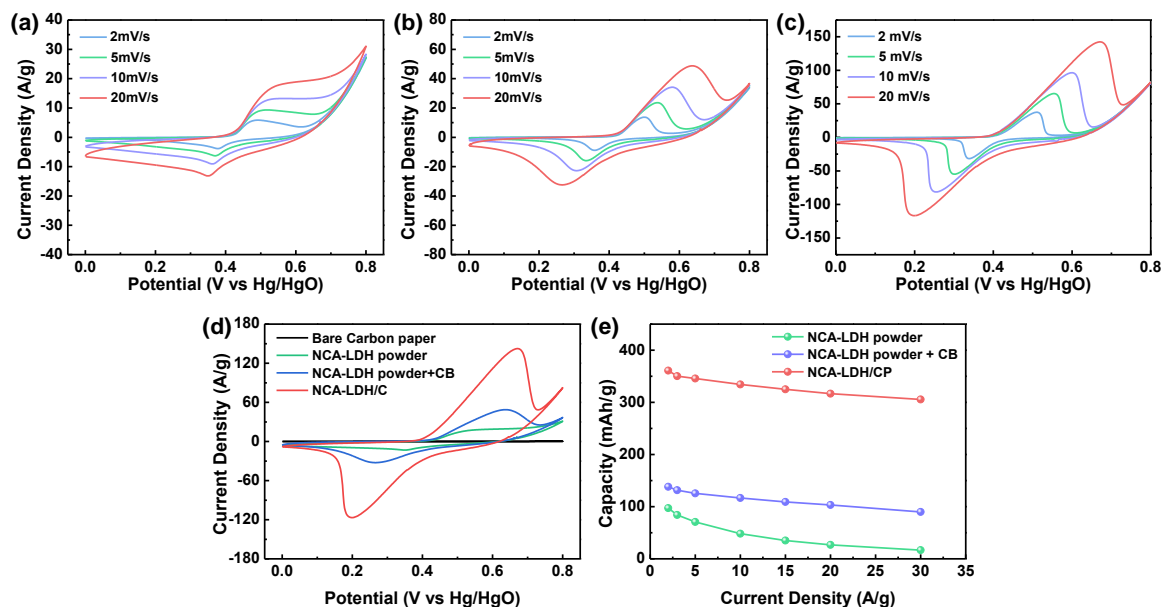 (a)
2mV/s
5mV/s
10mV/s
20mV/s
Current Density (A/g)
40
30
20
10
0
-10
-20
-30
-40
0.0 0.2 0.4 0.6 0.8
Potential (V vs Hg/HgO)
(b)
2mV/s
5mV/s
10mV/s
20mV/s
Current Density (A/g)
80
60
40
20
0
-20
-40
-60
-80
0.0 0.2 0.4 0.6 0.8
Potential (V vs Hg/HgO)
(c)
2 mV/s
5 mV/s
10 mV/s
20 mV/s
Current Density (A/g)
150
100
50
0
-50
-100
-150
0.0 0.2 0.4 0.6 0.8
Potential (V vs Hg/HgO)
(d)
Bare Carbon paper
NCA-LDH powder
NCA-LDH powder+CB
NCA-LDH/C
Current Density (A/g)
180
120
60
0
-60
-120
-180
0.0 0.2 0.4 0.6 0.8
Potential (V vs Hg/HgO)
(e)
NCA-LDH powder
NCA-LDH powder + CB
NCA-LDH/CP
Capacity (mAh/g)
400
300
200
100
0
0 5 10 15 20 25 30 35
Current Density (A/g)